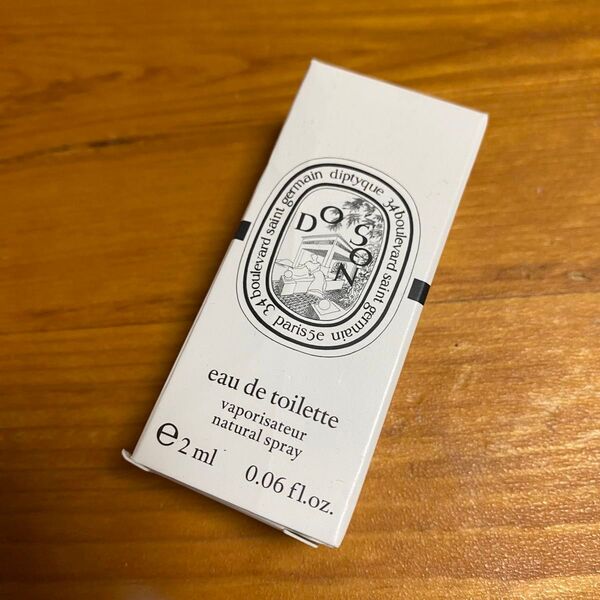 diptyque 34 boulevard saint germain paris5e 34 boulevard saint germain
DO SON
eau de toilette
vaporisateur
natural spray
℮ 2 ml 0.06 fl.oz.